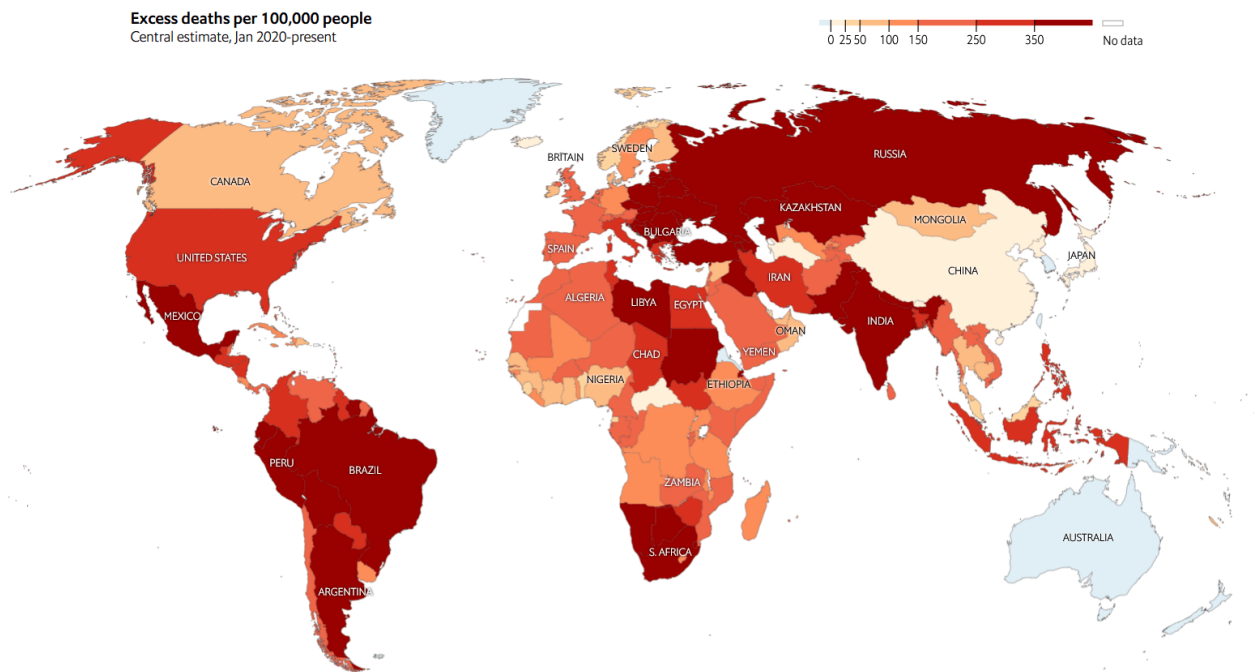 Excess deaths per 100,000 people
Central estimate, Jan 2020-present
0 25 50 100 150 250 350 No data
BRITAIN
SWEDEN
RUSSIA
CANADA
KAZAKHSTAN
MONGOLIA
BULGARIA
SPAIN
UNITED STATES
JAPAN
CHINA
IRAN
ALGERIA
LIBYA
EGYPT
MEXICO
INDIA
OMAN
YEMEN
CHAD
NIGERIA
ETHIOPIA
PERU
BRAZIL
ZAMBIA
AUSTRALIA
S. AFRICA
ARGENTINA